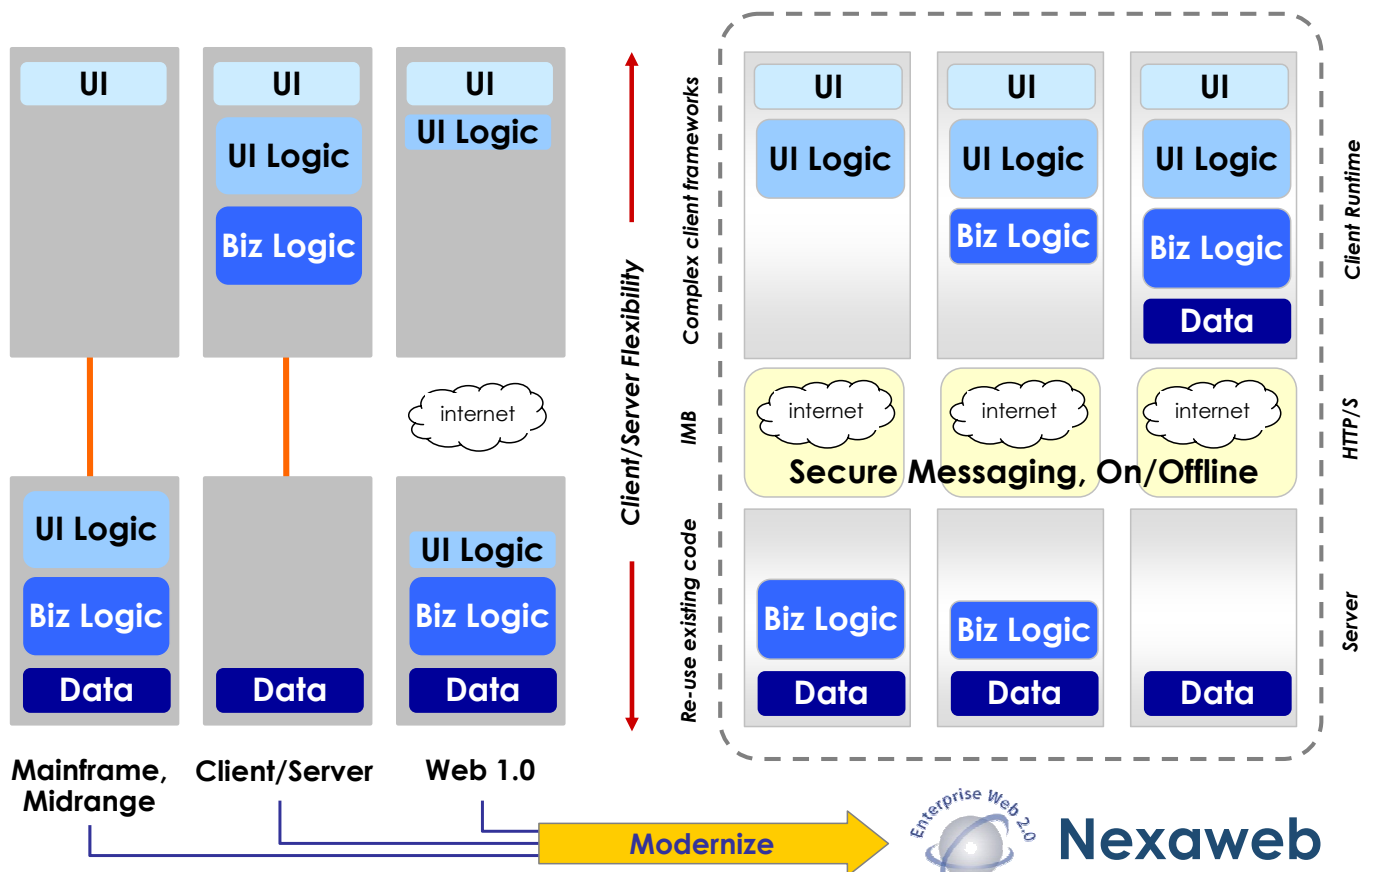 UI
UI Logic
Biz Logic
Data
Mainframe,
Midrange
UI
UI Logic
Biz Logic
Data
Client/Server
UI
UI Logic
internet
UI Logic
Biz Logic
Data
Web 1.0
Client/Server Flexibility
Complex client frameworks
IMB
Re-use existing code
UI
UI Logic
internet
Biz Logic
Data
UI
UI Logic
Biz Logic
internet
Biz Logic
Data
UI
UI Logic
Biz Logic
Data
internet
Data
Secure Messaging, On/Offline
Client Runtime
HTTP/S
Server
Modernize
Enterprise Web 2.0
Nexaweb